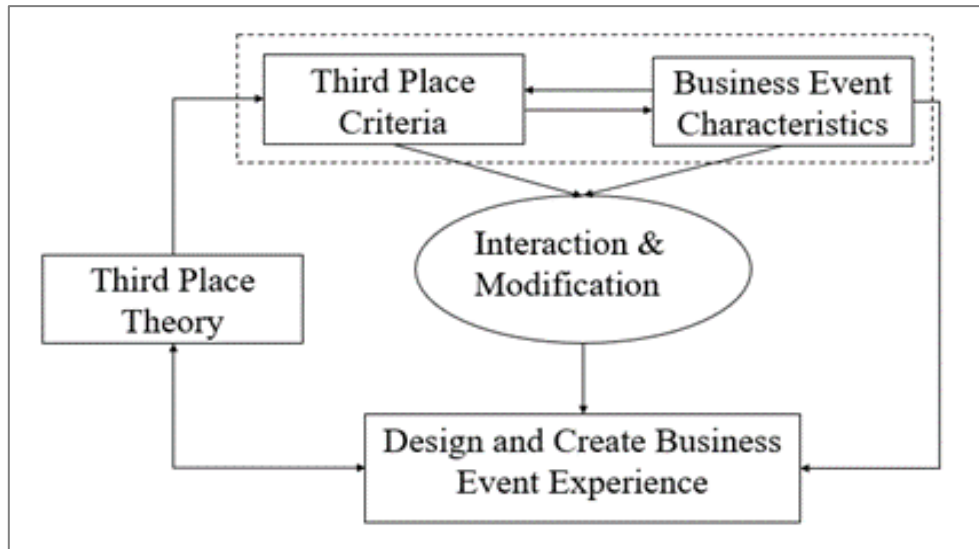 Third Place
Criteria
Business Event
Characteristics
Interaction &
Modification
Third Place
Theory
Design and Create Business
Event Experience